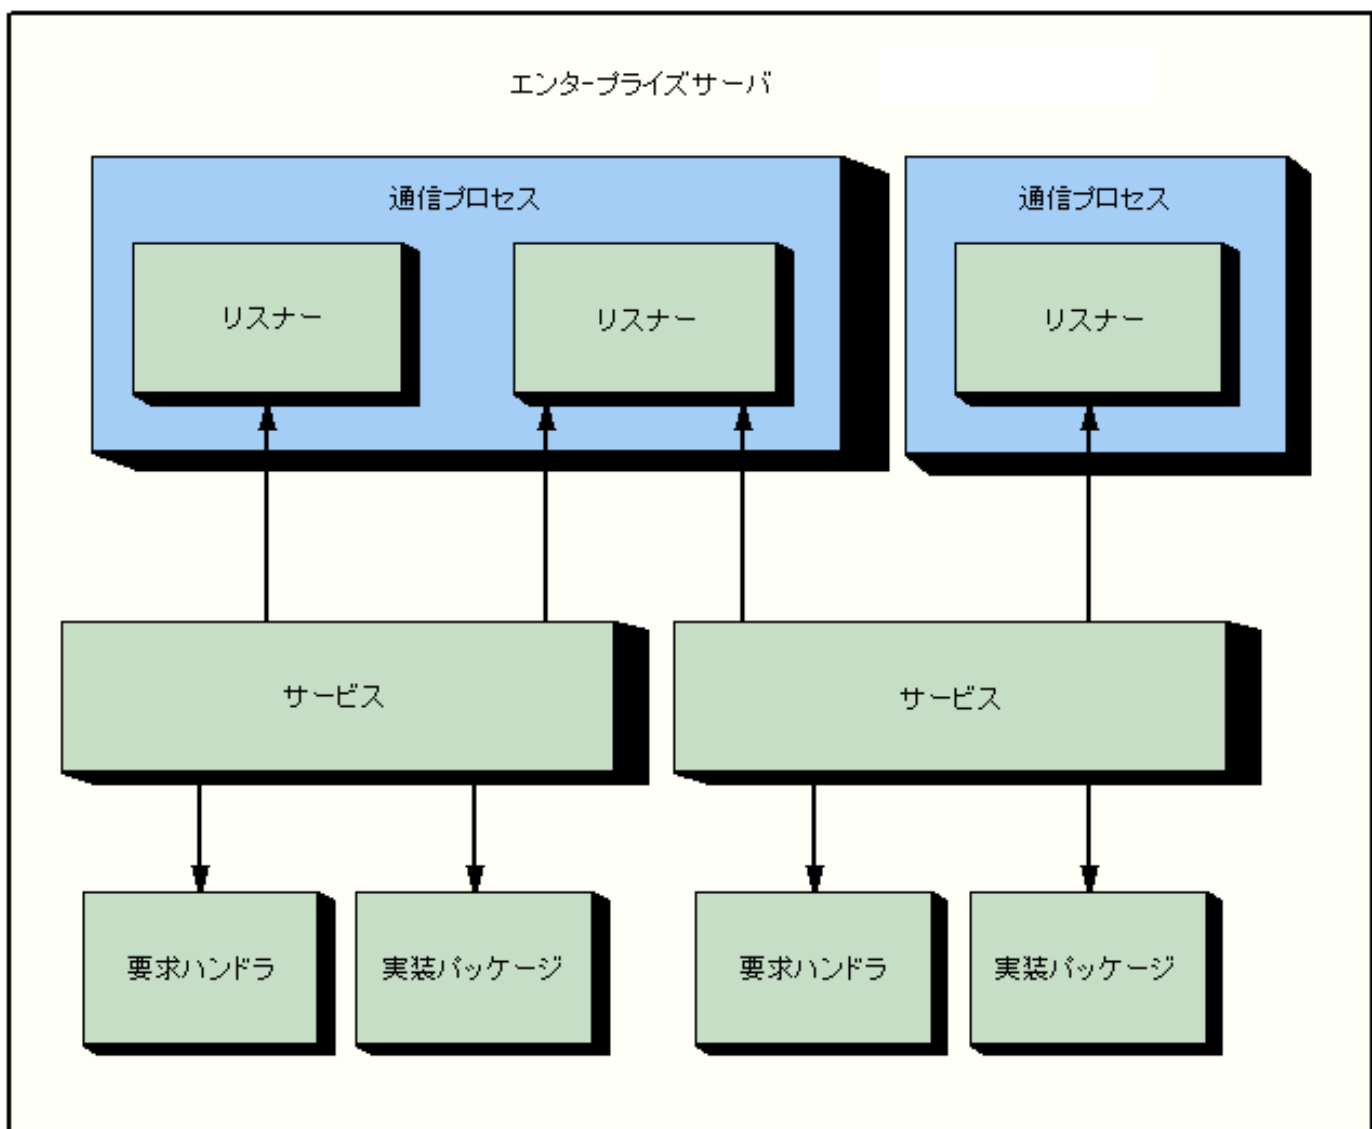 エンタープライズサーバ
通信プロセス
通信プロセス
リスナー
リスナー
リスナー
サービス
サービス
要求ハンドラ
実装パッケージ
要求ハンドラ
実装パッケージ